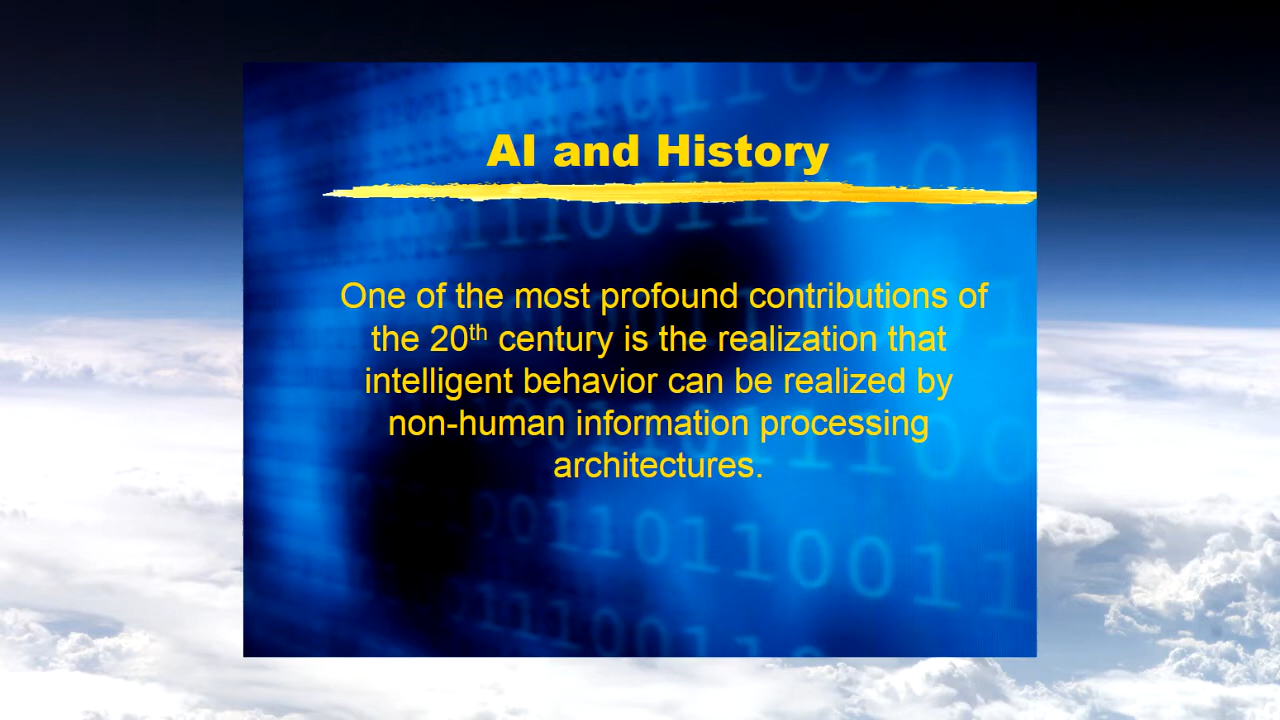 AI and History
One of the most profound contributions of
the 20th century is the realization that
intelligent behavior can be realized by
non-human information processing
architectures.